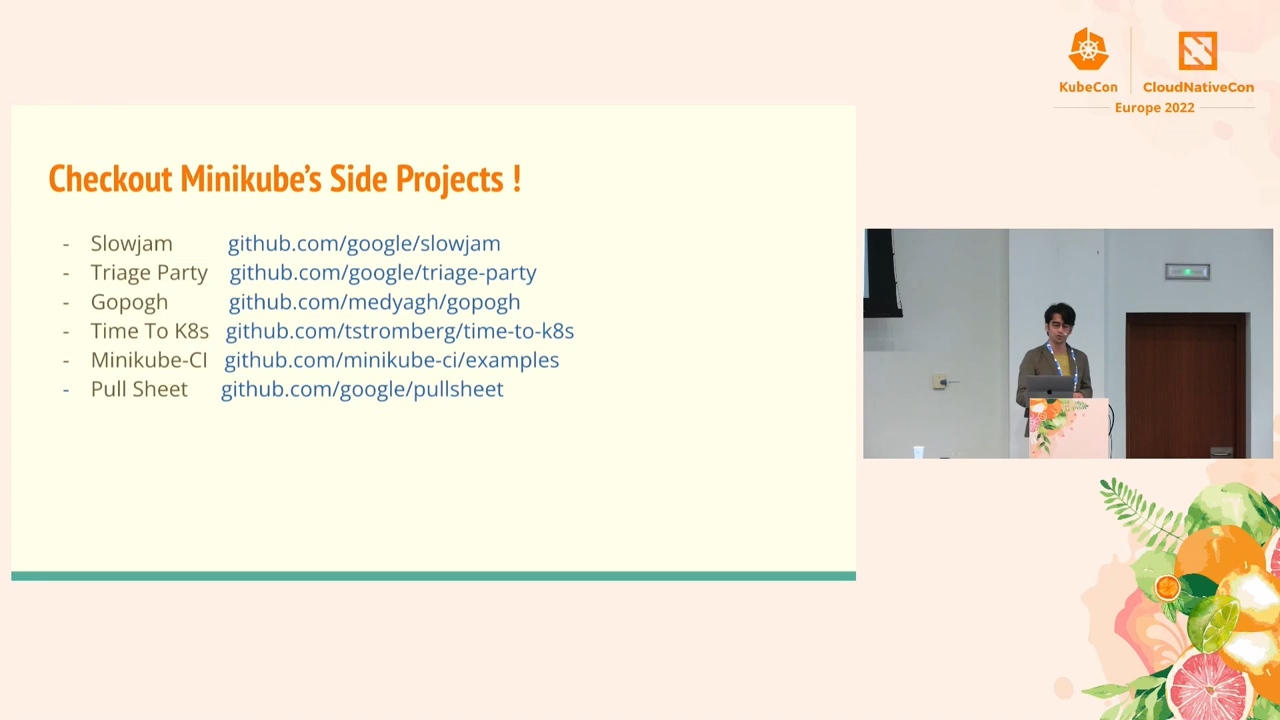 KubeCon
CloudNativeCon
Europe 2022
Checkout Minikube's Side Projects !
- Slowjam github.com/google/slowjam
- Triage Party github.com/google/triage-party
- Gopogh github.com/medyagh/gopogh
- Time To K8s github.com/tstromberg/time-to-k8s
- Minikube-CI github.com/minikube-ci/examples
- Pull Sheet github.com/google/pullsheet